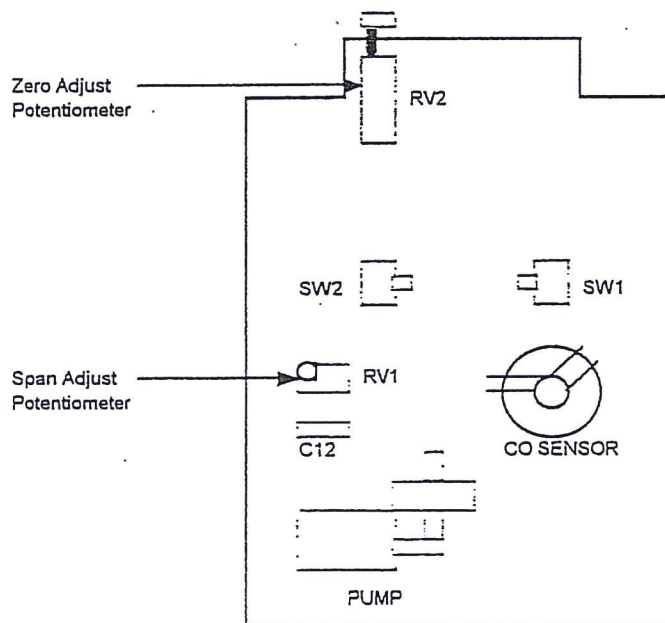 Zero Adjust
Potentiometer
RV2
SW2
SW1
Span Adjust
Potentiometer
RV1
C12
CO SENSOR
PUMP